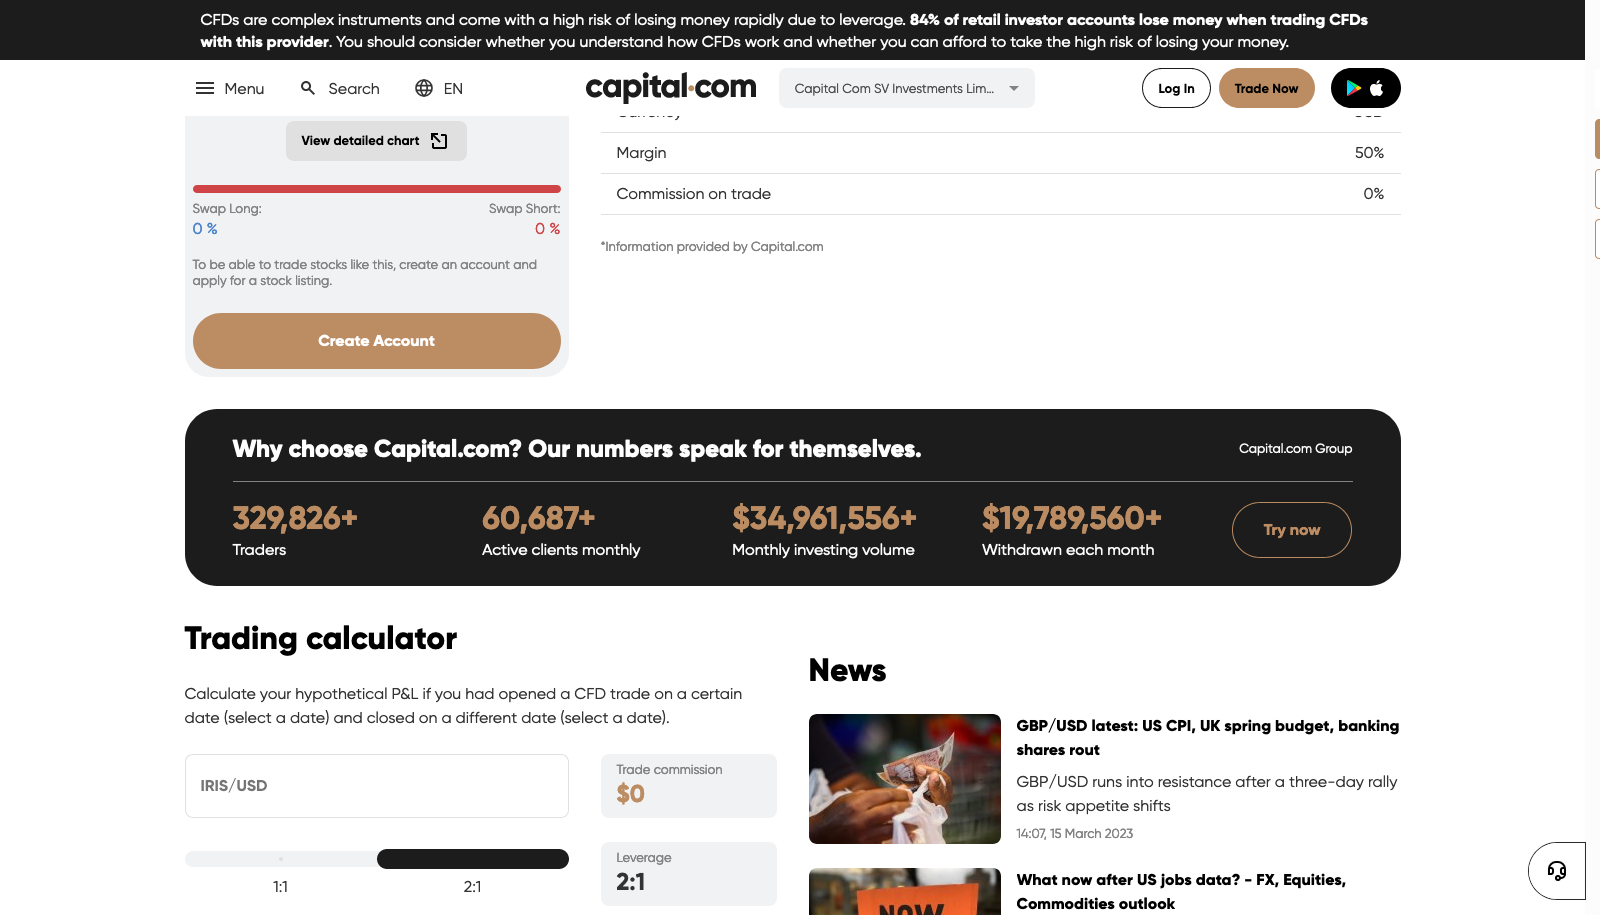 CFDs are complex instruments and come with a high risk of losing money rapidly due to leverage. 84% of retail investor accounts lose money when trading CFDs
with this provider. You should consider whether you understand how CFDs work and whether you can afford to take the high risk of losing your money.
Menu
Search
EN
capital.com
Capital Com SV Investments Lim...
Log In
Trade Now
View detailed chart
Swap Long:
Swap Short:
0 %
0 %
To be able to trade stocks like this, create an account and
apply for a stock listing.
Create Account
Margin
50%
Commission on trade
0%
*Information provided by Capital.com
Why choose Capital.com? Our numbers speak for themselves.
Capital.com Group
329,826+
Traders
60,687+
Active clients monthly
$34,961,556+
Monthly investing volume
$19,789,560+
Withdrawn each month
Try now
Trading calculator
Calculate your hypothetical P&L if you had opened a CFD trade on a certain
date (select a date) and closed on a different date (select a date).
IRIS/USD
Trade commission
$0
1:1
2:1
Leverage
2:1
News
GBP/USD latest: US CPI, UK spring budget, banking
shares rout
GBP/USD runs into resistance after a three-day rally
as risk appetite shifts
14:07, 15 March 2023
What now after US jobs data? - FX, Equities,
Commodities outlook
NOW